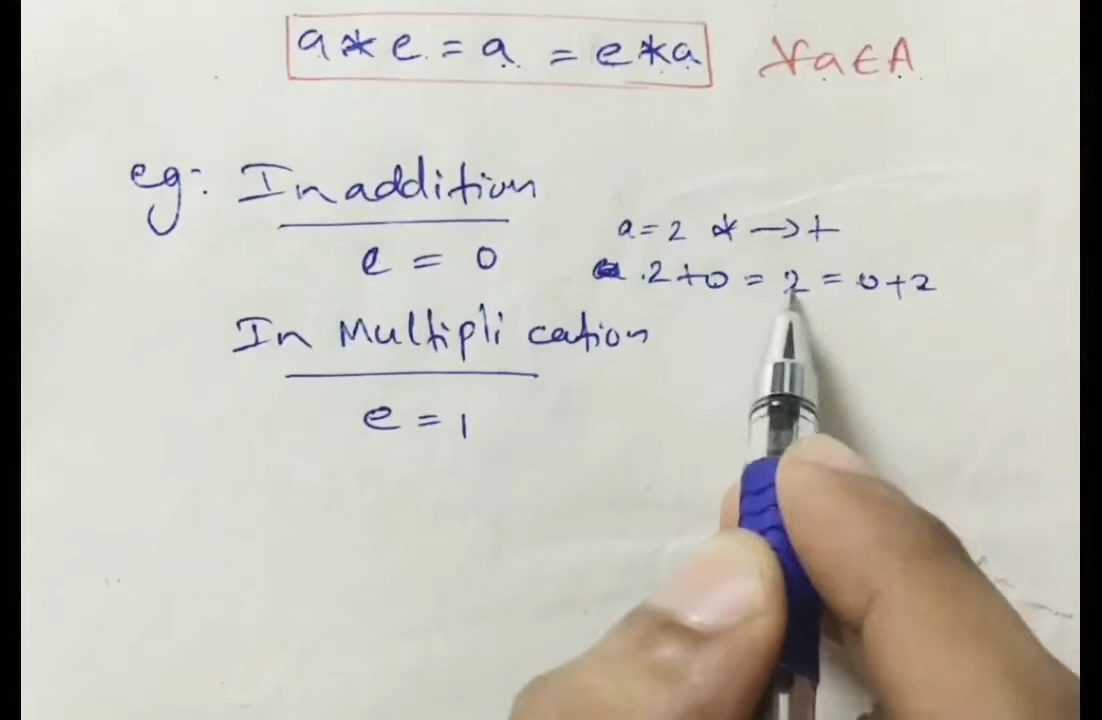 a * e = a = e * a ∀ a ∈ A
eg: In addition
e = 0
a = 2 * → +
2 + 0 = 2 = 0 + 2
In Multiplication
e = 1